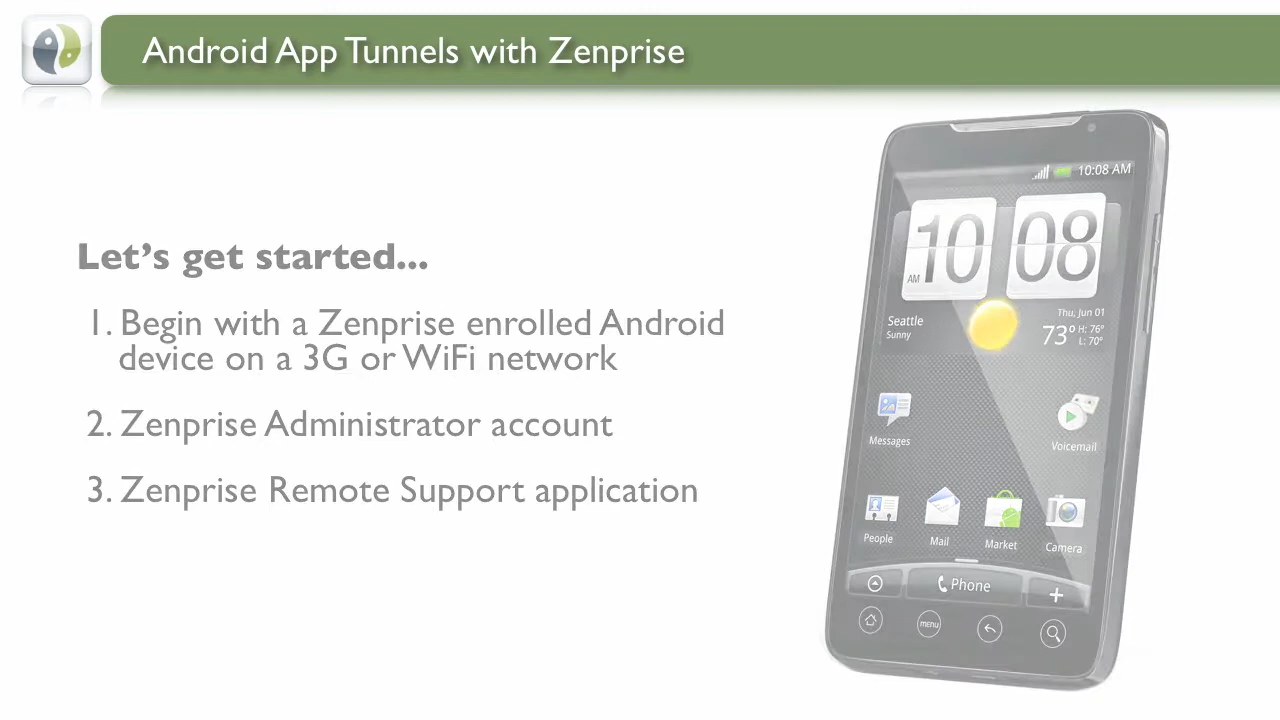 Android App Tunnels with Zenprise
Let's get started...
1. Begin with a Zenprise enrolled Android
device on a 3G or WiFi network
2. Zenprise Administrator account
3. Zenprise Remote Support application
10:08 AM
10 08
AM
Seattle
Sunny
Thu, Jun 01
73° H: 76°
L: 70°
Messages
Voicemail
People
Mail
Market
Camera
Phone
MENU